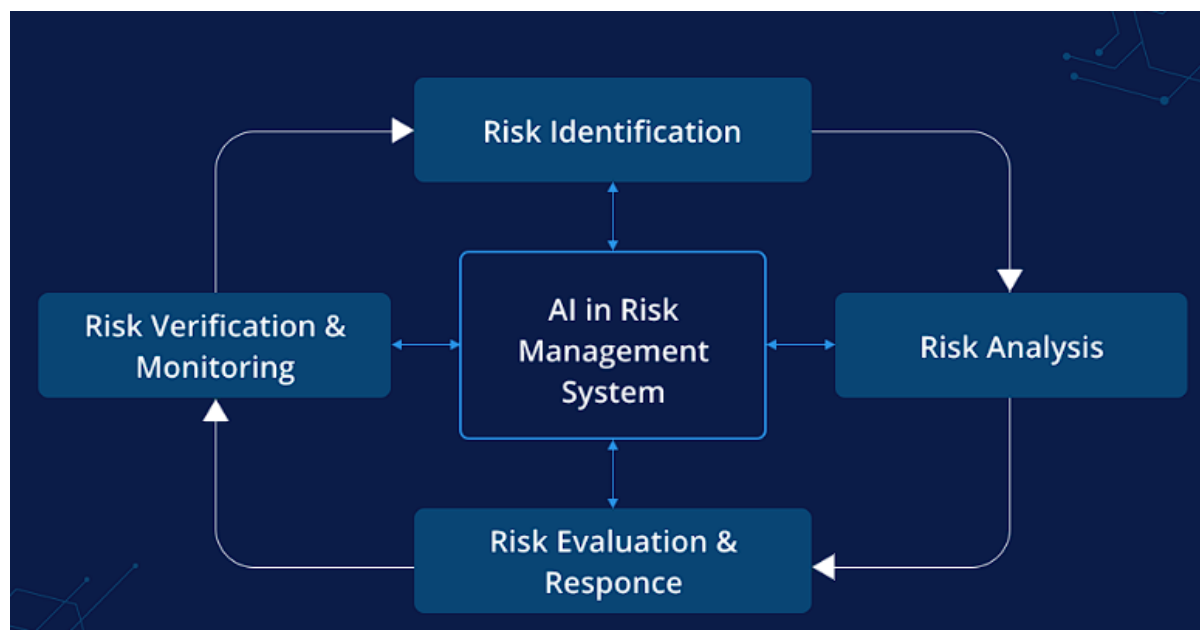 Risk Identification
AI in Risk
Management
System
Risk Verification &
Monitoring
Risk Analysis
Risk Evaluation &
Responce